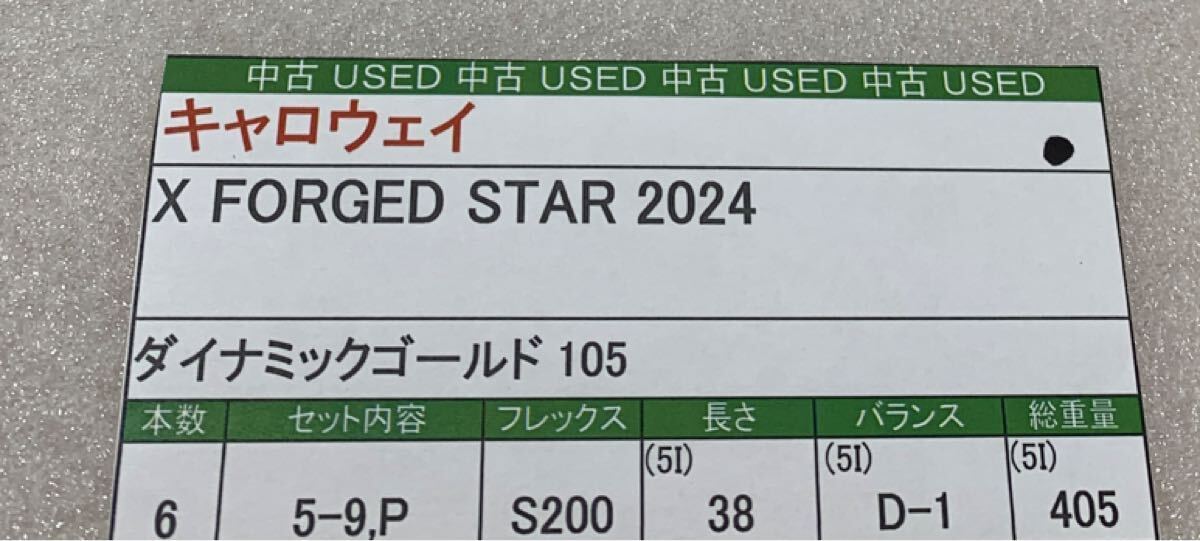 中古 USED 中古 USED 中古 USED 中古 USED
キャロウェイ
X FORGED STAR 2024
ダイナミックゴールド 105
本数 セット内容 フレックス 長さ バランス 総重量
(5I) (5I) (5I)
6 5-9,P S200 38 D-1 405